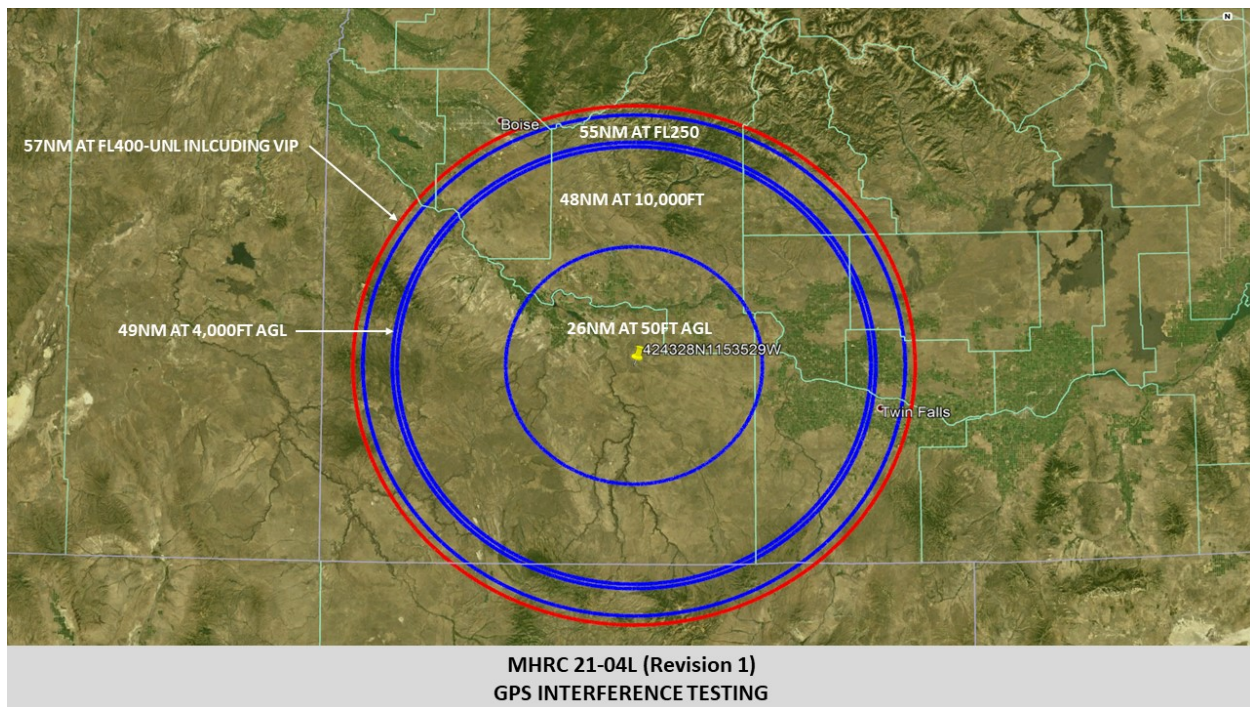 N
Boise
55NM AT FL250
57NM AT FL400-UNL INLCUDING VIP
48NM AT 10,000FT
49NM AT 4,000FT AGL
26NM AT 50FT AGL
424328N1153529W
Twin Falls
MHRC 21-04L (Revision 1)
GPS INTERFERENCE TESTING